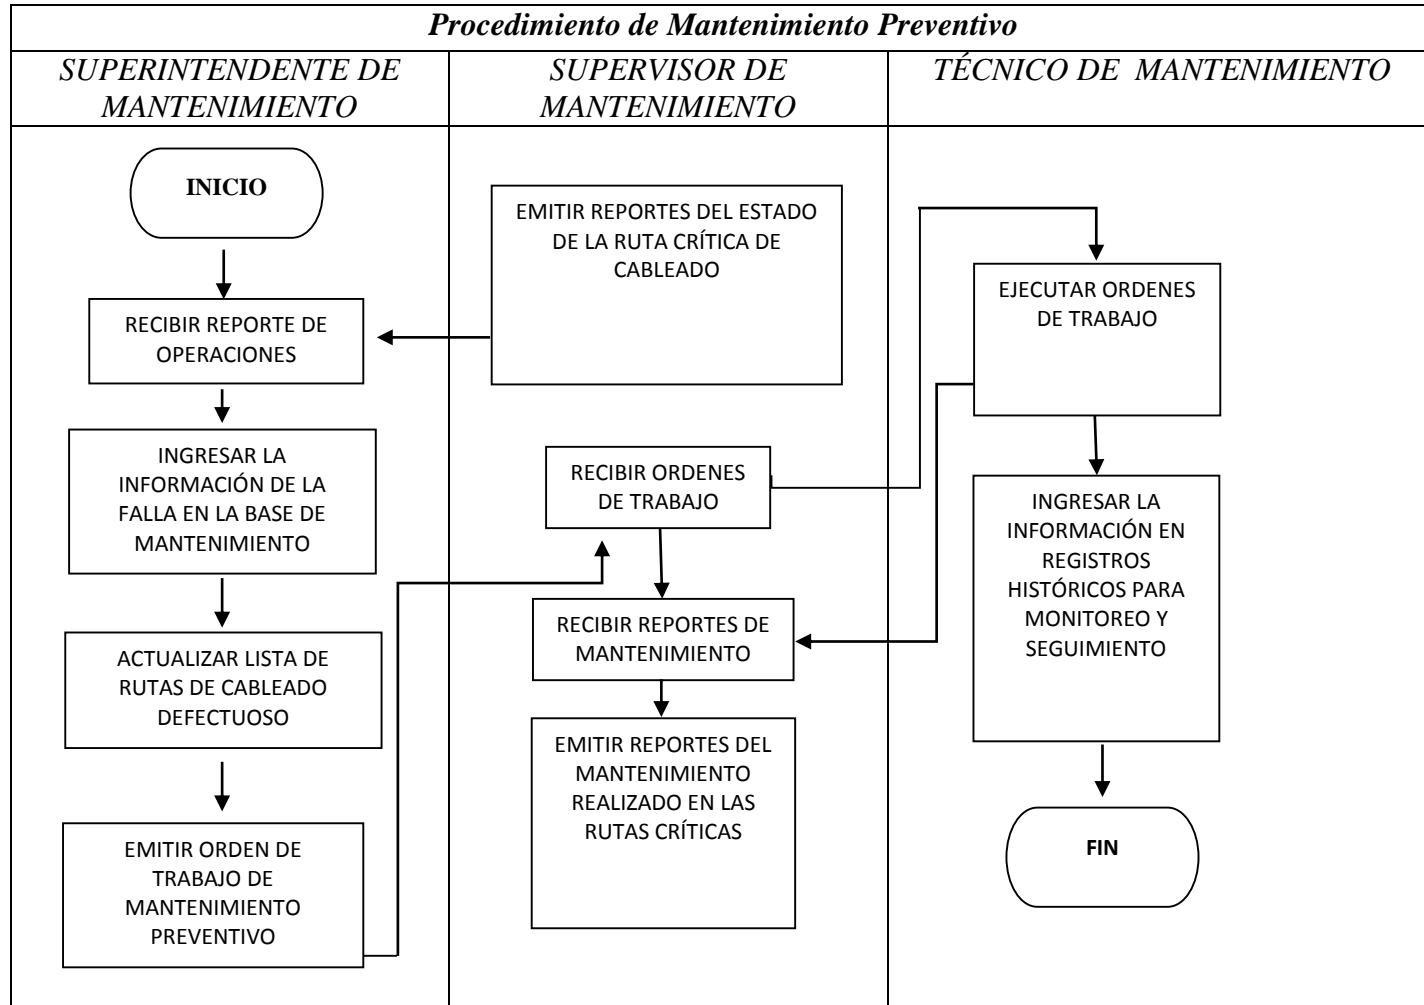 Procedimiento de Mantenimiento Preventivo
SUPERINTENDENTE DE
MANTENIMIENTO
SUPERVISOR DE
MANTENIMIENTO
TÉCNICO DE MANTENIMIENTO
INICIO
RECIBIR REPORTE DE
OPERACIONES
INGRESAR LA
INFORMACIÓN DE LA
FALLA EN LA BASE DE
MANTENIMIENTO
ACTUALIZAR LISTA DE
RUTAS DE CABLEADO
DEFECTUOSO
EMITIR ORDEN DE
TRABAJO DE
MANTENIMIENTO
PREVENTIVO
EMITIR REPORTES DEL ESTADO
DE LA RUTA CRÍTICA DE
CABLEADO
RECIBIR ORDENES
DE TRABAJO
RECIBIR REPORTES DE
MANTENIMIENTO
EMITIR REPORTES DEL
MANTENIMIENTO
REALIZADO EN LAS
RUTAS CRÍTICAS
EJECUTAR ORDENES
DE TRABAJO
INGRESAR LA
INFORMACIÓN EN
REGISTROS
HISTÓRICOS PARA
MONITOREO Y
SEGUIMIENTO
FIN